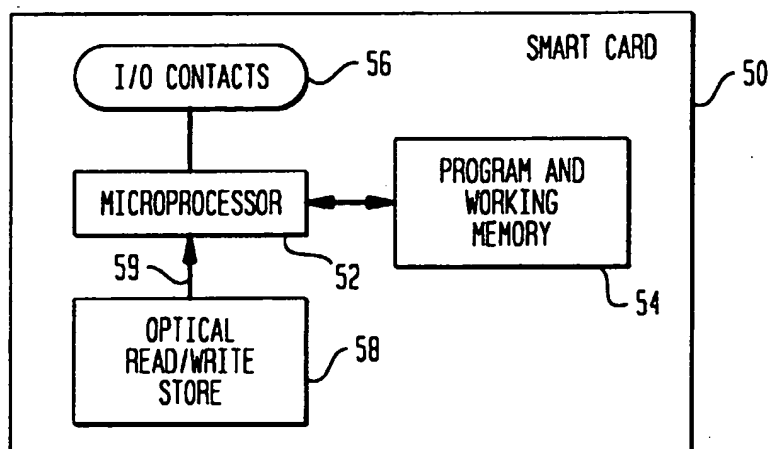 SMART CARD
50
I/O CONTACTS
56
MICROPROCESSOR
52
PROGRAM AND
WORKING
MEMORY
54
59
OPTICAL
READ/WRITE
STORE
58